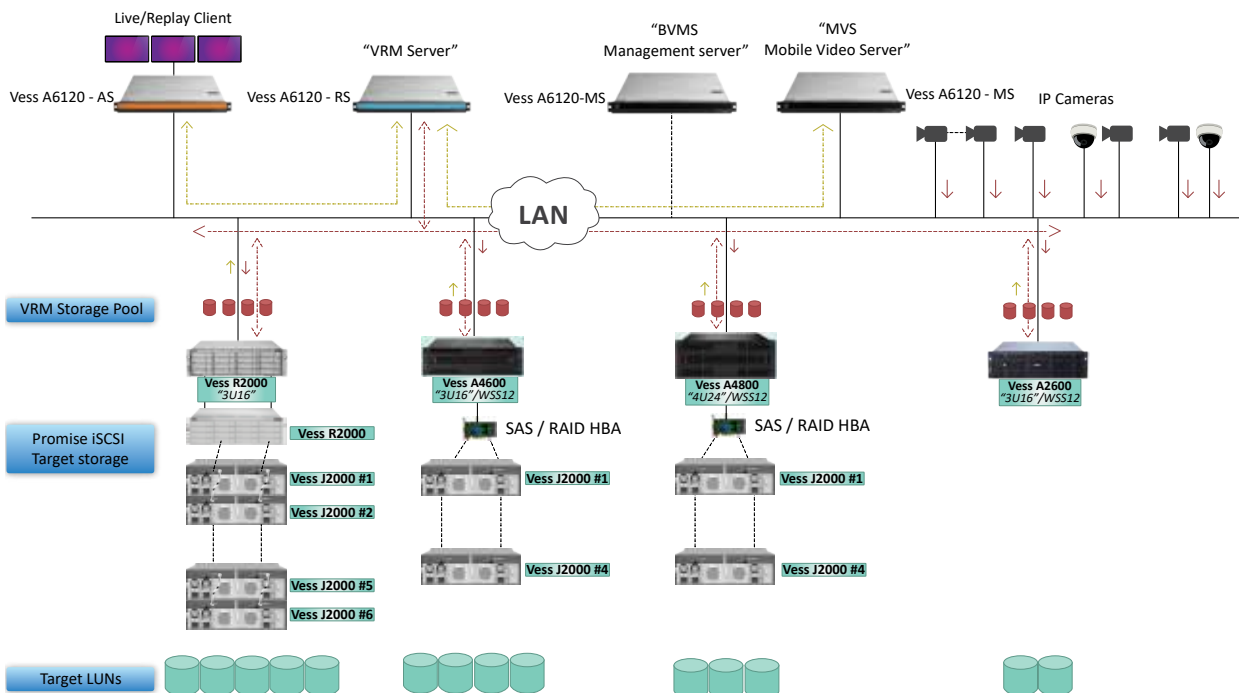 Live/Replay Client
“VRM Server”
“BVMS
Management server”
“MVS
Mobile Video Server”
Vess A6120 - AS
Vess A6120 - RS
Vess A6120-MS
Vess A6120 - MS
IP Cameras
LAN
VRM Storage Pool
Vess R2000
“3U16”
Vess A4600
“3U16”/WSS12
Vess A4800
“4U24”/WSS12
Vess A2600
“3U16”/WSS12
Promise iSCSI
Target storage
Vess R2000
SAS / RAID HBA
SAS / RAID HBA
Vess J2000 #1
Vess J2000 #1
Vess J2000 #1
Vess J2000 #2
Vess J2000 #4
Vess J2000 #4
Vess J2000 #5
Vess J2000 #6
Target LUNs